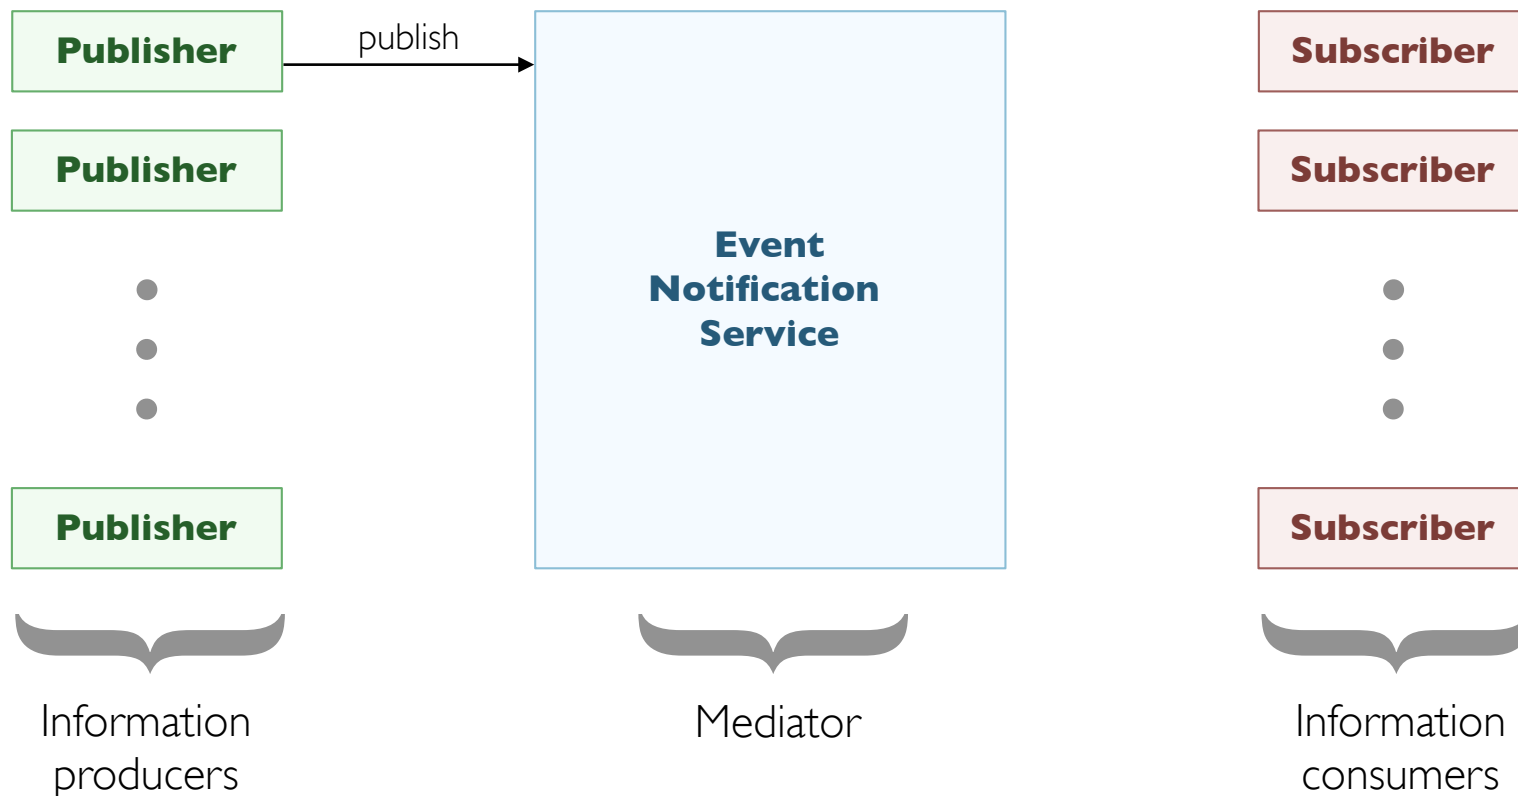 Publisher
publish
Subscriber
Publisher
Subscriber
Event
Notification
Service
Publisher
Subscriber
Information
producers
Mediator
Information
consumers